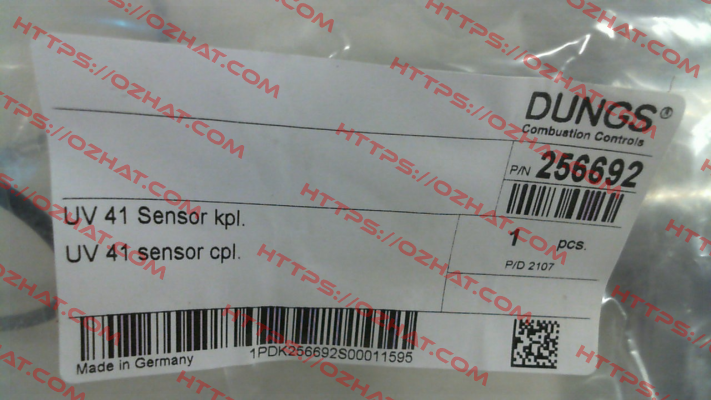 DUNGS®
Combustion Controls
P/N 256692
UV 41 Sensor kpl.
UV 41 sensor cpl.
1 pcs.
P/D 2107
1PDK256692S00011595
Made in Germany
HTTPS://OZHAT.COM